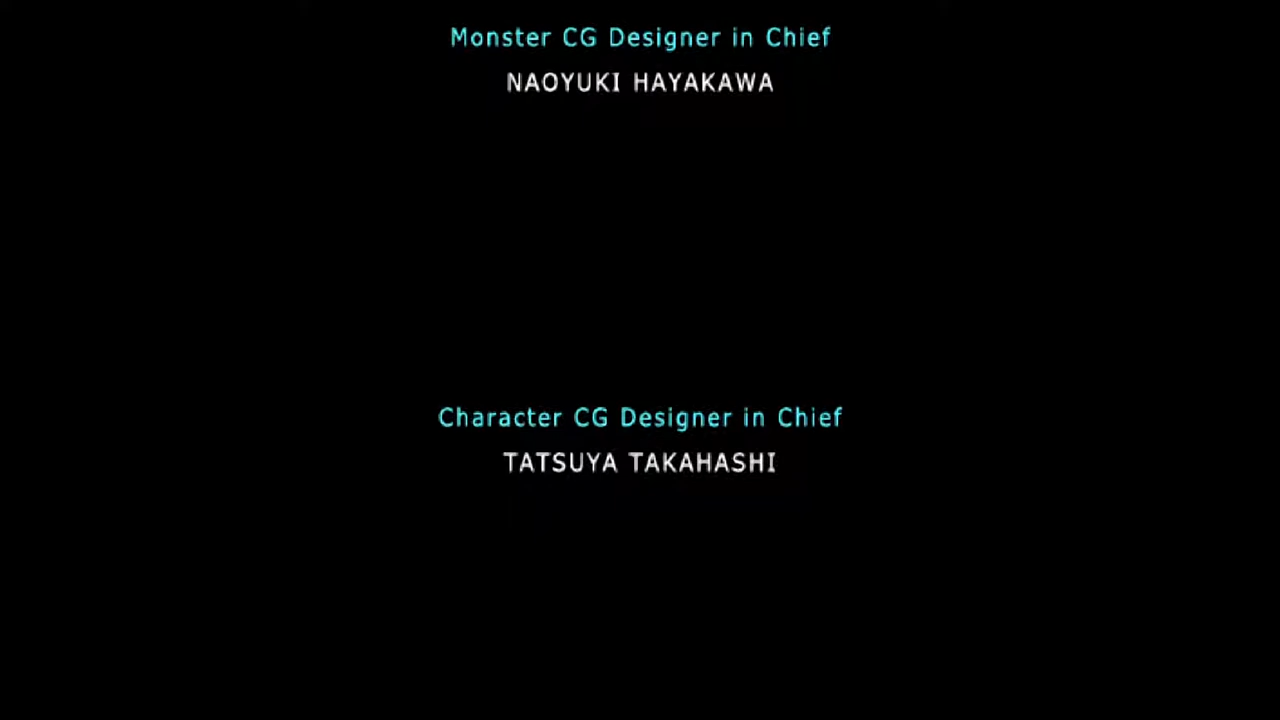 Monster CG Designer in Chief
NAOYUKI HAYAKAWA
Character CG Designer in Chief
TATSUYA TAKAHASHI